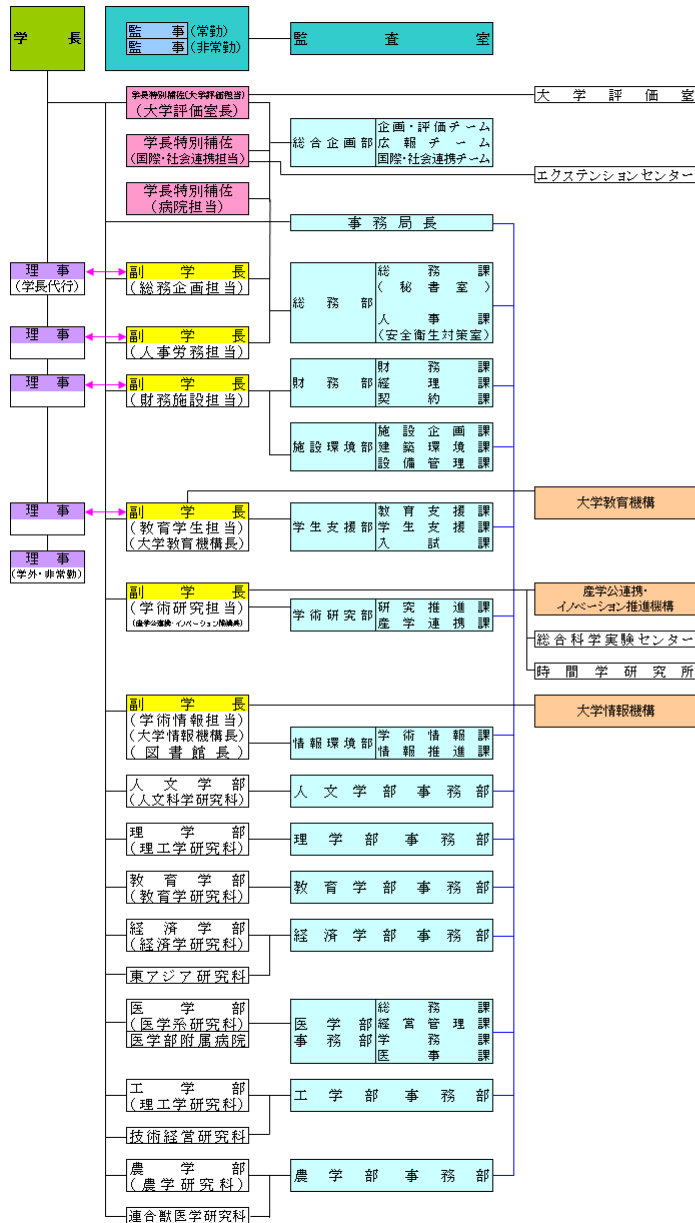 学長
監事(常勤)
監事(非常勤)
監査室
学長特別補佐(大学評価担当)
(大学評価室長)
大学評価室
学長特別補佐
(国際・社会連携担当)
総合企画部
企画・評価チーム
広報チーム
国際・社会連携チーム
エクステンションセンター
学長特別補佐
(病院担当)
事務局長
理事
(学長代行)
副学長
(総務企画担当)
総務部
総務課
(秘書室)
人事課
(安全衛生対策室)
理事
副学長
(人事労務担当)
理事
副学長
(財務施設担当)
財務部
財務課
経理課
契約課
施設環境部
施設企画課
建築環境課
設備管理課
理事
副学長
(教育学生担当)
(大学教育機構長)
学生支援部
教育支援課
学生支援課
入試課
大学教育機構
理事
(学外・非常勤)
副学長
(学術研究担当)
(産学公連携・イノベーション推進機構長)
学術研究部
研究推進課
産学連携課
産学公連携・
イノベーション推進機構
総合科学実験センター
時間学研究所
副学長
(学術情報担当)
(大学情報機構長)
(図書館長)
情報環境部
学術情報課
情報推進課
大学情報機構
人文学部
(人文科学研究科)
人文学部事務部
理学部
(理工学研究科)
理学部事務部
教育学部
(教育学研究科)
教育学部事務部
経済学部
(経済学研究科)
経済学部事務部
東アジア研究科
医学部
(医学系研究科)
医学部附属病院
医学部
事務部
総務課
経営管理課
学務課
医事課
工学部
(理工学研究科)
工学部事務部
技術経営研究科
農学部
(農学研究科)
農学部事務部
連合獣医学研究科